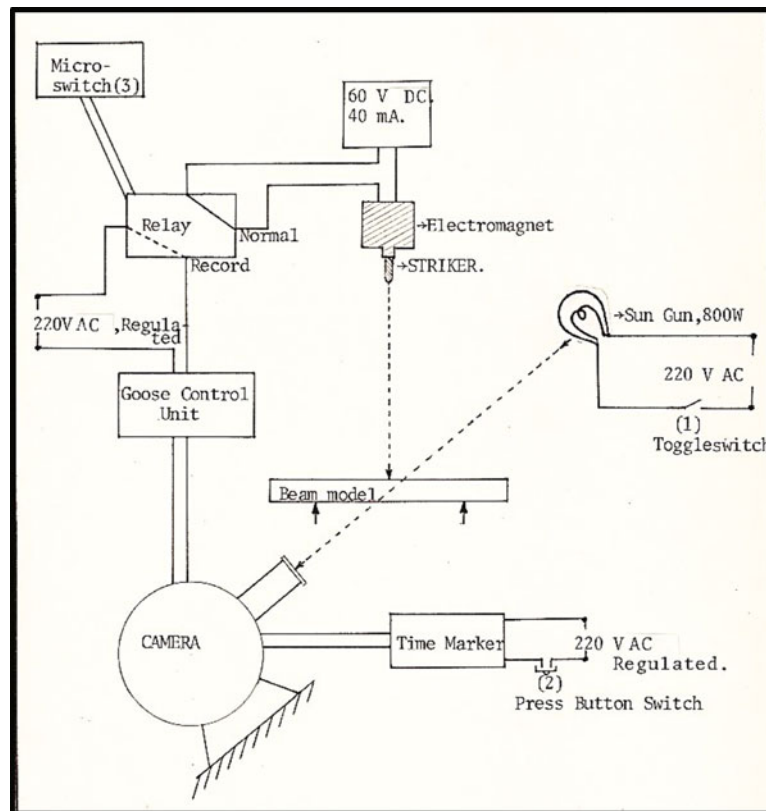 Micro-
switch(3)
60 V DC.
40 mA.
Relay
Normal
Record
→Electromagnet
→STRIKER.
→Sun Gun,800W
220V AC ,Regula-
ted
220 V AC
Goose Control
Unit
(1)
Toggleswitch
Beam model
CAMERA
Time Marker
220 V AC
Regulated.
(2)
Press Button Switch